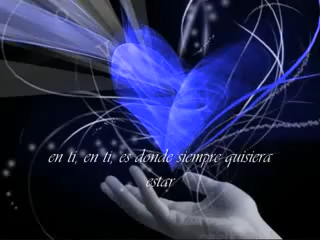 en ti, en ti, es donde siempre quisiera
estar